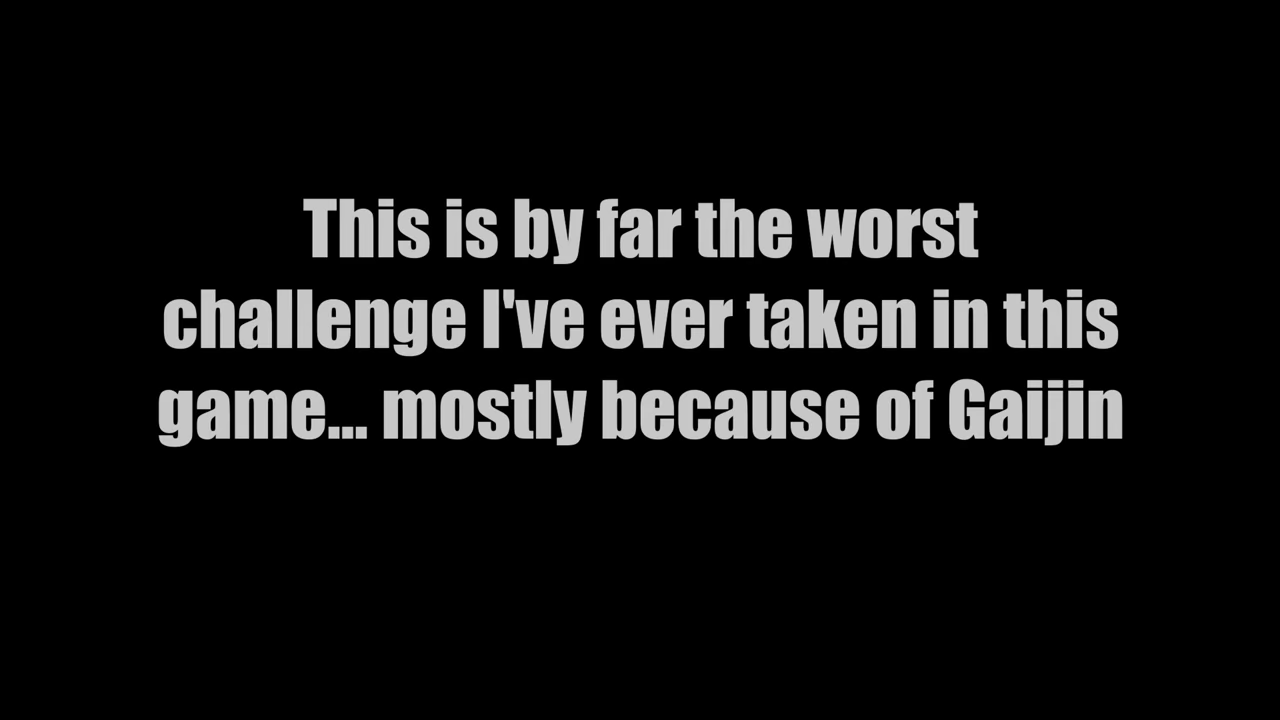 This is by far the worst
challenge I've ever taken in this
game... mostly because of Gaijin